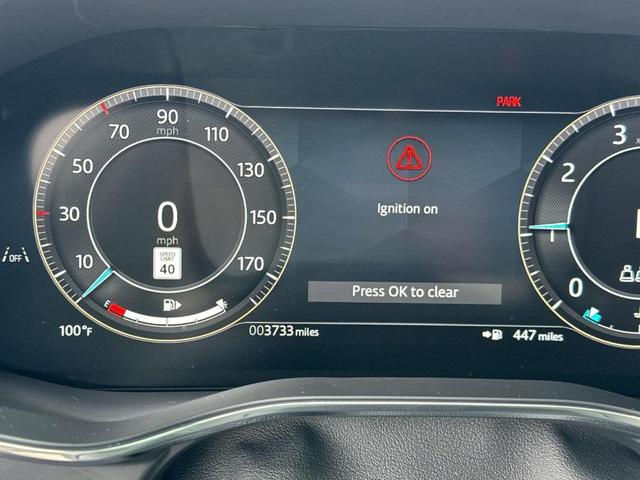 PARK
10
30
50
70
90
mph
110
130
150
170
0
mph
SPEED
LIMIT
40
E
F
Ignition on
Press OK to clear
OFF
100°F
003733 miles
447 miles
0
1
2
3